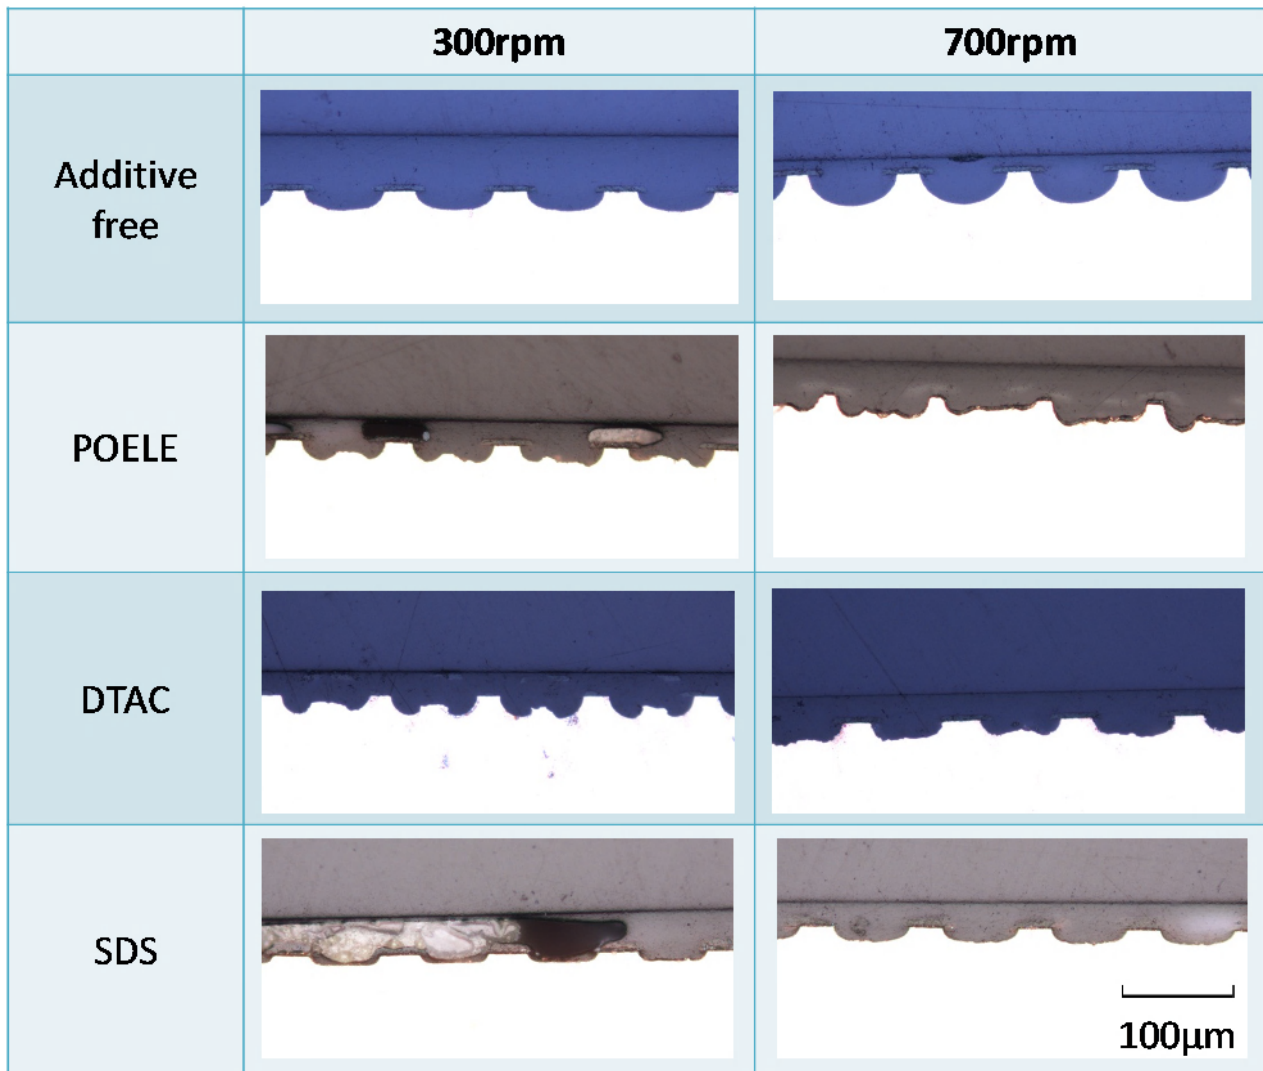 300rpm
700rpm
Additive
free
POELE
DTAC
SDS
100μm